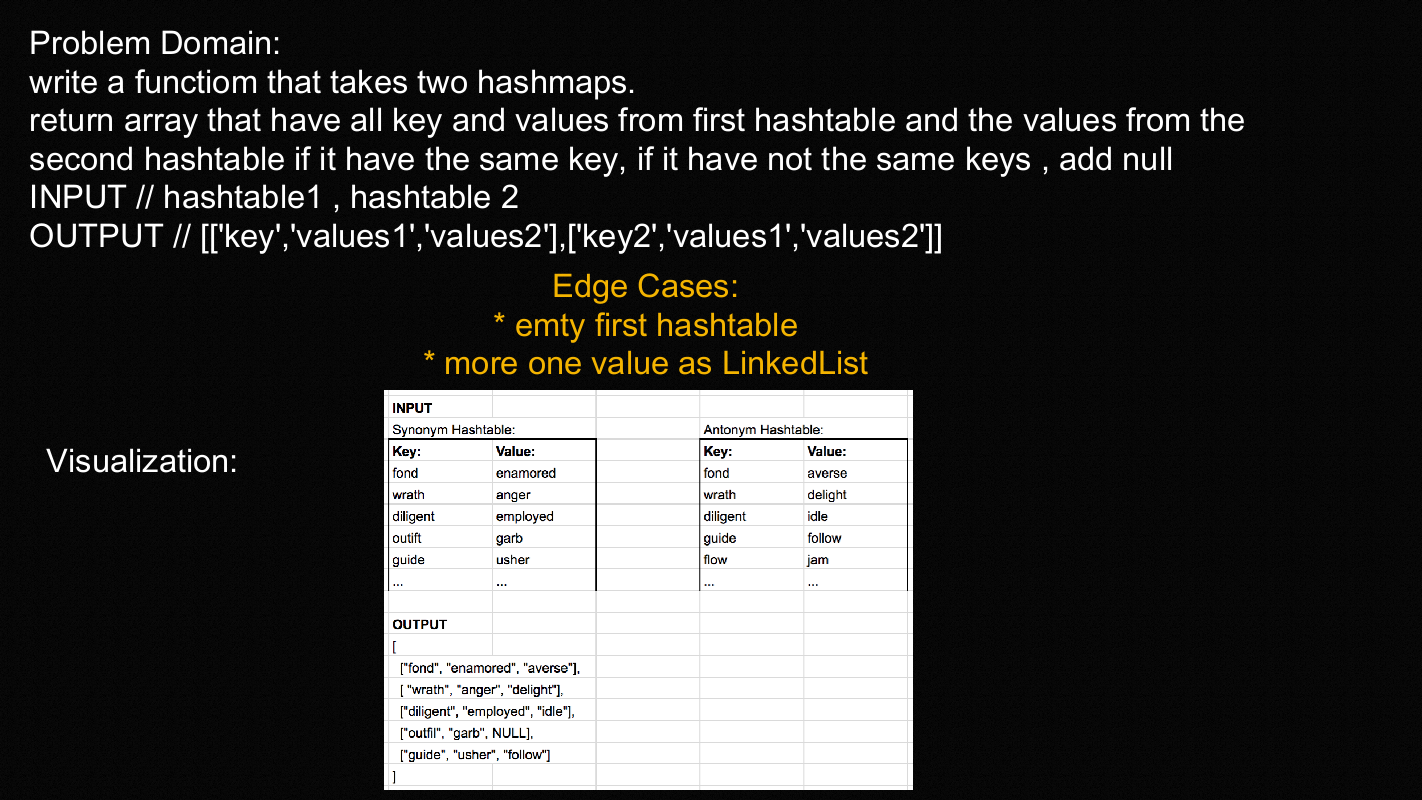 Problem Domain:
write a functiom that takes two hashmaps.
return array that have all key and values from first hashtable and the values from the
second hashtable if it have the same key, if it have not the same keys , add null
INPUT // hashtable1 , hashtable 2
OUTPUT // [['key','values1','values2'],['key2','values1','values2']]
Edge Cases:
* emty first hashtable
* more one value as LinkedList
Visualization:
INPUT
Synonym Hashtable: Antonym Hashtable:
Key: Value: Key: Value:
fond enamored fond averse
wrath anger wrath delight
diligent employed diligent idle
outift garb guide follow
guide usher flow jam
... ... ... ...
OUTPUT
[
["fond", "enamored", "averse"],
[ "wrath", "anger", "delight"],
["diligent", "employed", "idle"],
["outfil", "garb", NULL],
["guide", "usher", "follow"]
]